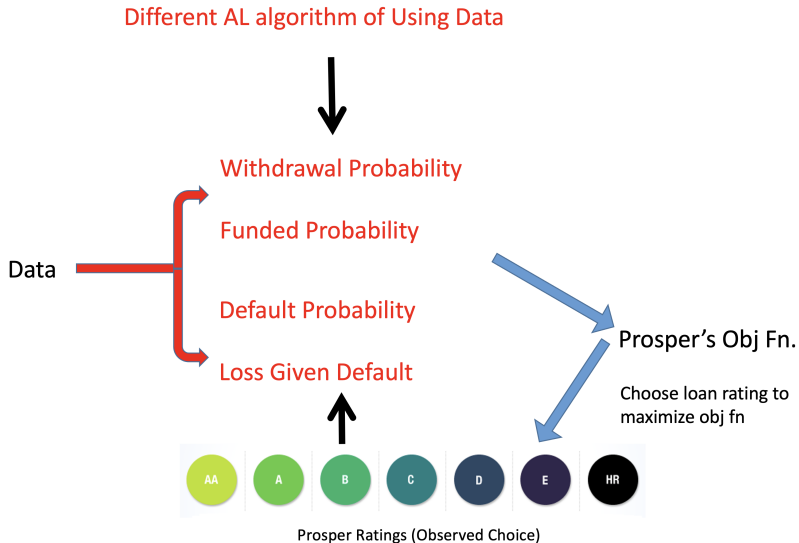 Different AL algorithm of Using Data
Withdrawal Probability
Funded Probability
Data
Default Probability
Prosper's Obj Fn.
Loss Given Default
Choose loan rating to
maximize obj fn
AA A B C D E HR
Prosper Ratings (Observed Choice)